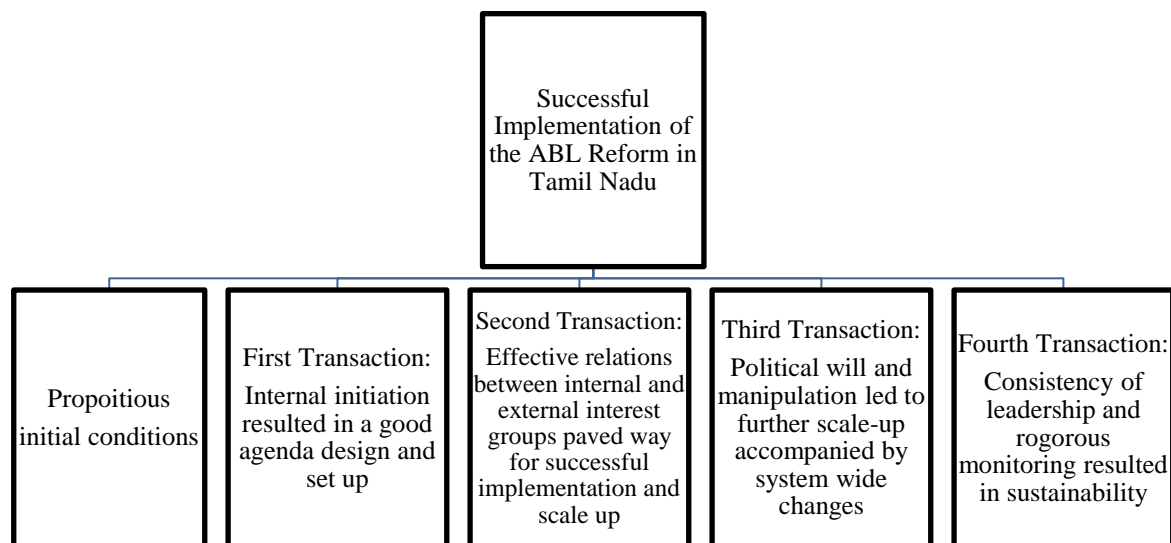 Successful
Implementation of
the ABL Reform in
Tamil Nadu
Propoitious
initial conditions
First Transaction:
Internal initiation
resulted in a good
agenda design and
set up
Second Transaction:
Effective relations
between internal and
external interest
groups paved way
for successful
implementation and
scale up
Third Transaction:
Political will and
manipulation led to
further scale-up
accompanied by
system wide
changes
Fourth Transaction:
Consistency of
leadership and
rogorous
monitoring resulted
in sustainability